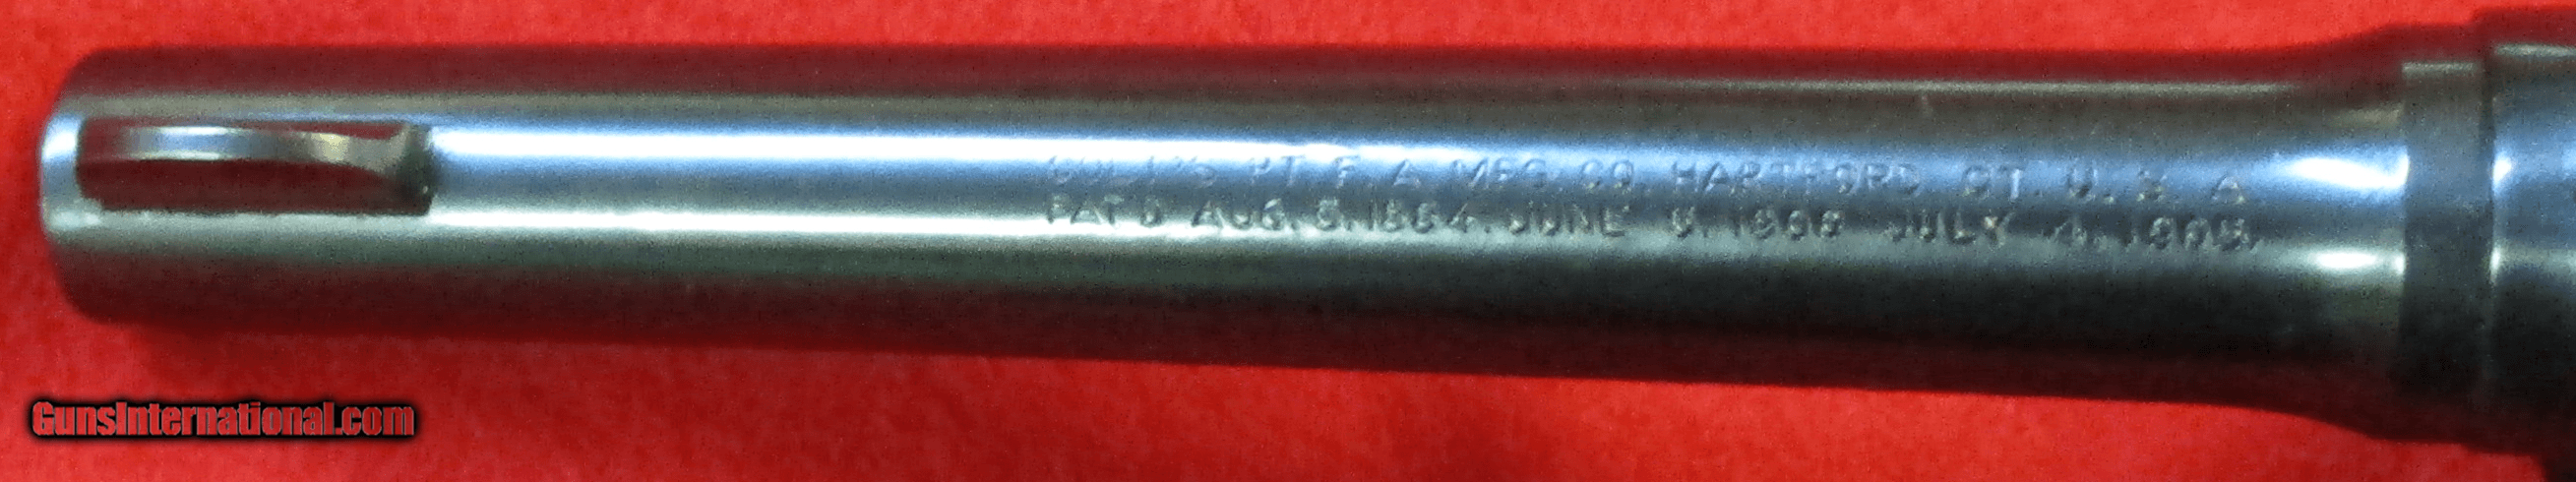 COLT'S PT. F. A. MFG. CO. HARTFORD CT. U. S. A.
PAT'D AUG. 5, 1884. JUNE 5, 1900 JULY 4, 1905.
GunsInternational.com